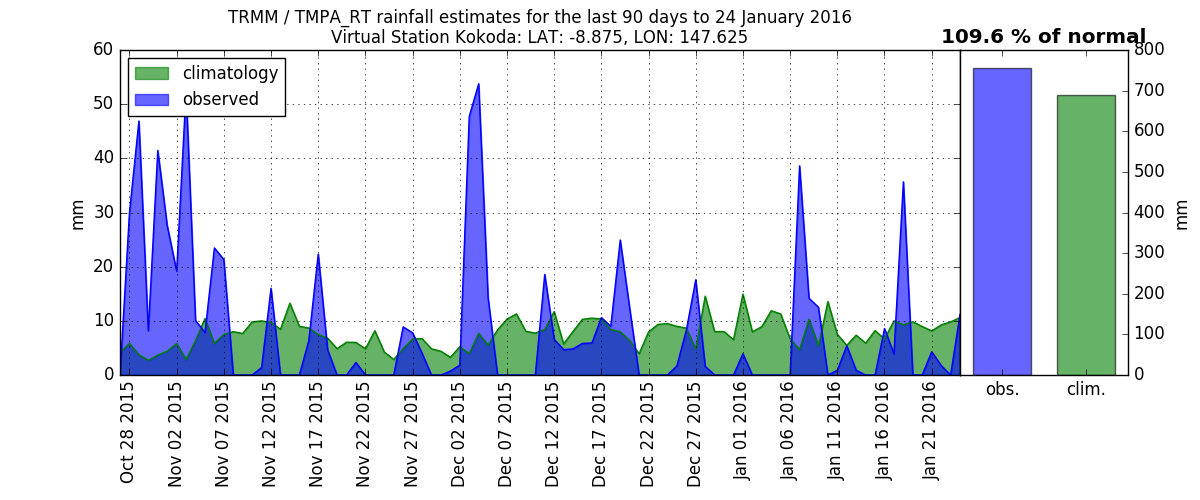 TRMM / TMPA_RT rainfall estimates for the last 90 days to 24 January 2016
Virtual Station Kokoda: LAT: -8.875, LON: 147.625
109.6 % of normal
climatology
observed
60
50
40
30
20
10
0
mm
Oct 28 2015
Nov 02 2015
Nov 07 2015
Nov 12 2015
Nov 17 2015
Nov 22 2015
Nov 27 2015
Dec 02 2015
Dec 07 2015
Dec 12 2015
Dec 17 2015
Dec 22 2015
Dec 27 2015
Jan 01 2016
Jan 06 2016
Jan 11 2016
Jan 16 2016
Jan 21 2016
800
700
600
500
400
300
200
100
0
mm
obs.
clim.